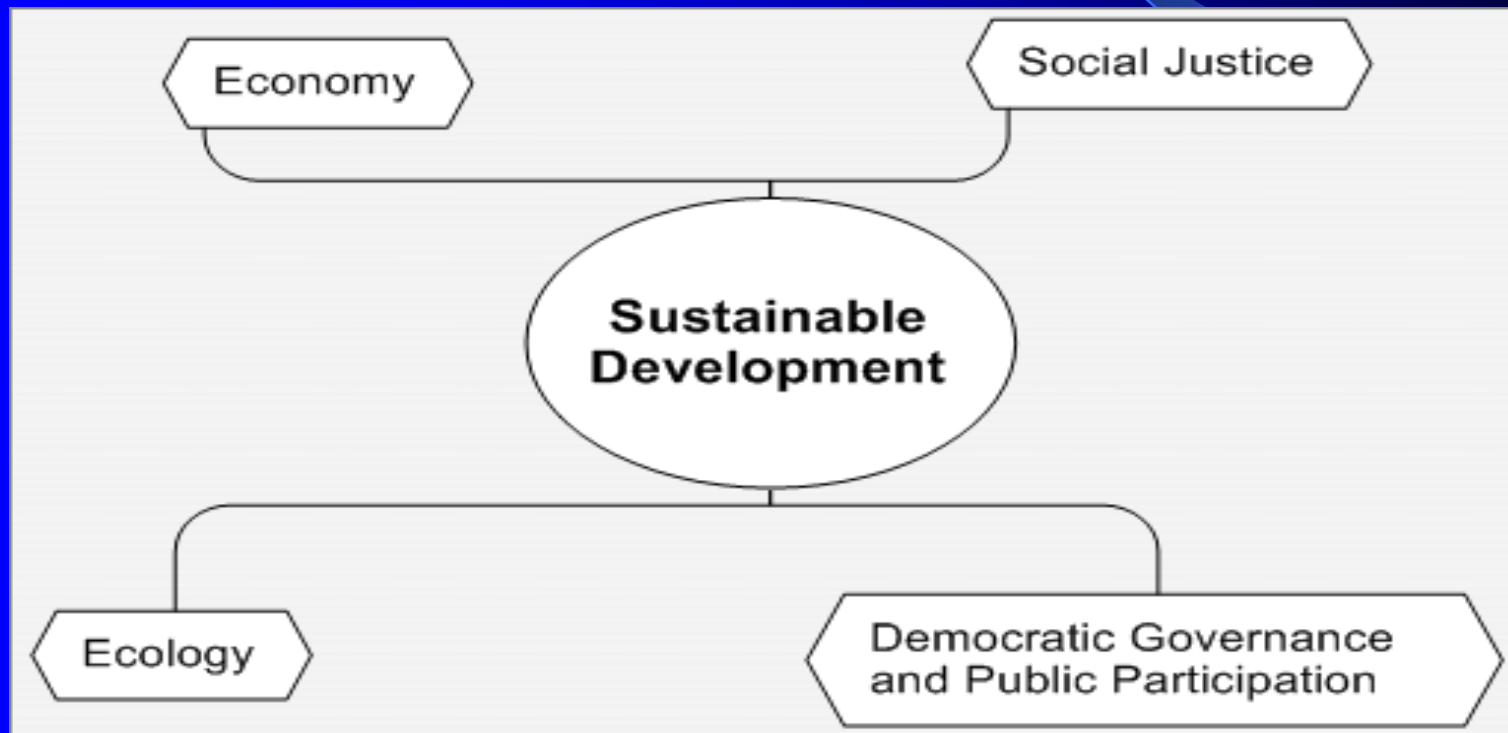 Economy
Social Justice
Sustainable
Development
Ecology
Democratic Governance
and Public Participation